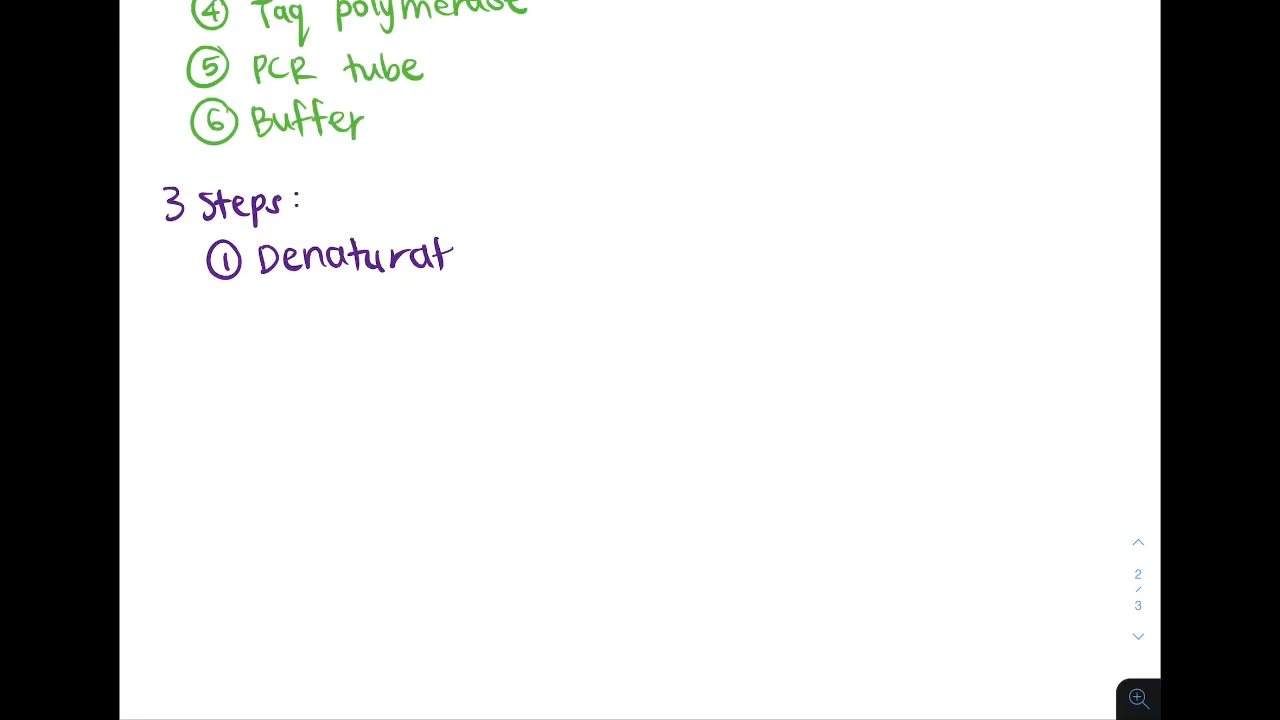 ④ Taq polymerase
⑤ PCR tube
⑥ Buffer
3 Steps:
① Denaturat
2
/
3